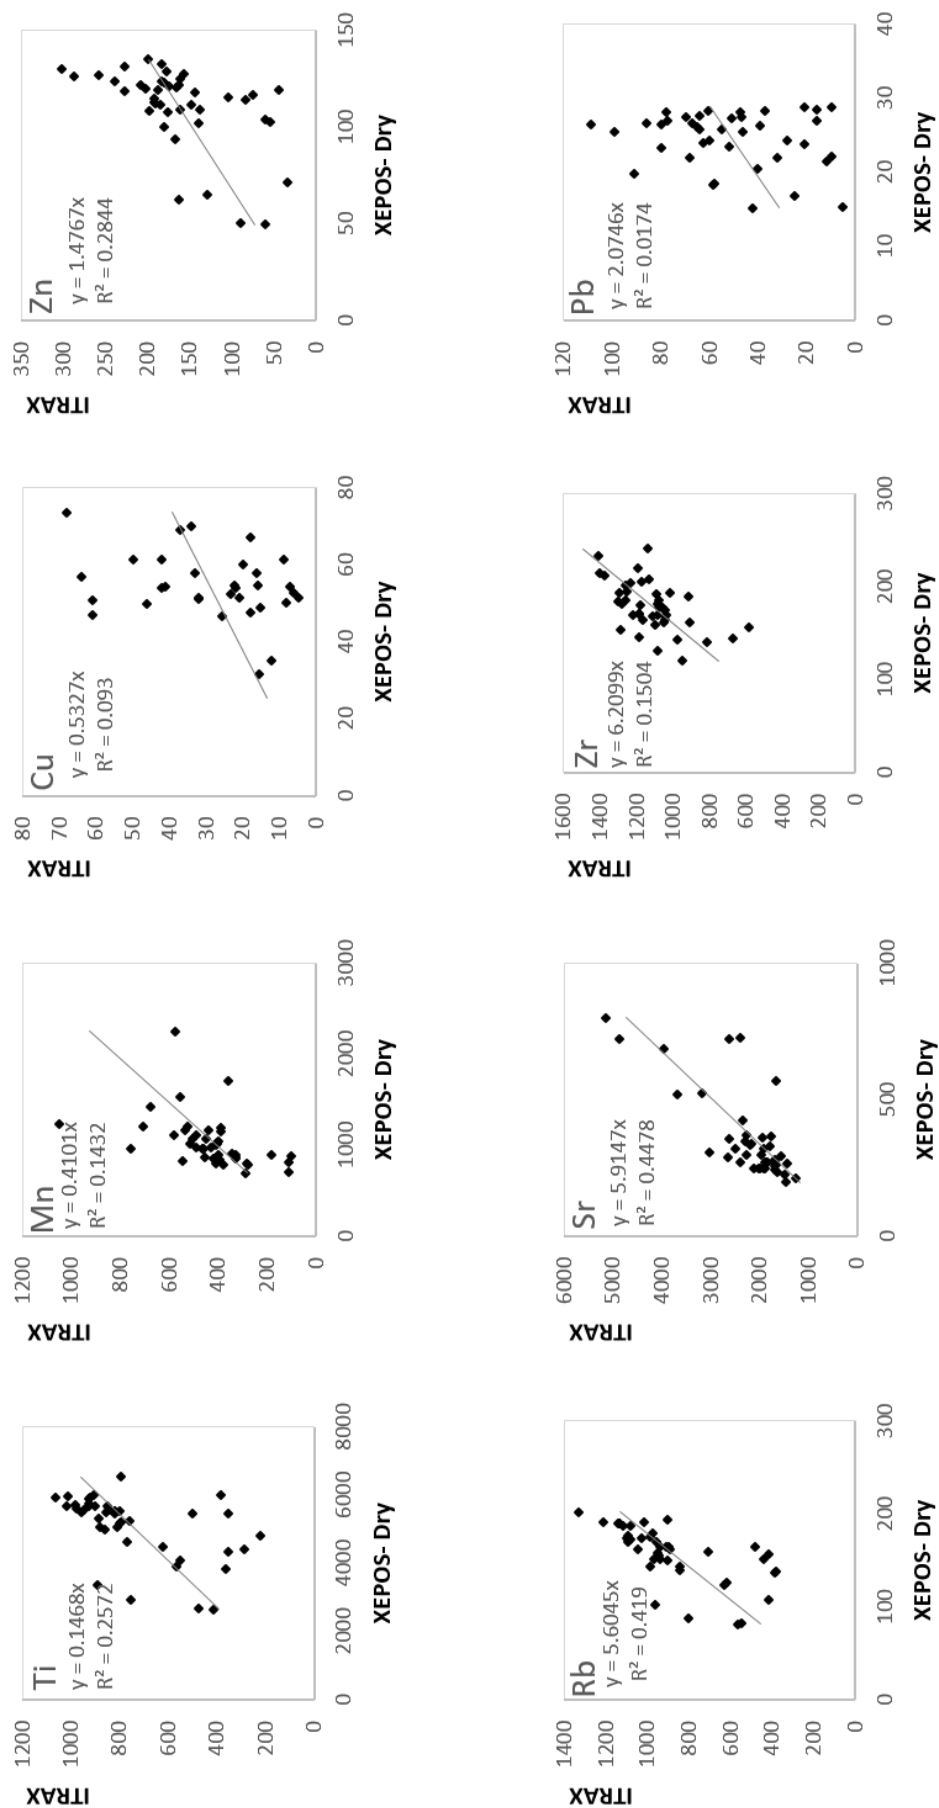 Ti
y = 0.1468x
R² = 0.2572
1200
1000
800
600
400
200
0
0
2000
4000
6000
8000
ITRAX
XEPOS- Dry
Mn
y = 0.4101x
R² = 0.1432
1200
1000
800
600
400
200
0
0
1000
2000
3000
ITRAX
XEPOS- Dry
Cu
y = 0.5327x
R² = 0.093
80
70
60
50
40
30
20
10
0
0
20
40
60
80
ITRAX
XEPOS- Dry
Zn
y = 1.4767x
R² = 0.2844
350
300
250
200
150
100
50
0
0
50
100
150
ITRAX
XEPOS- Dry
Rb
y = 5.6045x
R² = 0.419
1400
1200
1000
800
600
400
200
0
0
100
200
300
ITRAX
XEPOS- Dry
Sr
y = 5.9147x
R² = 0.4478
6000
5000
4000
3000
2000
1000
0
0
500
1000
ITRAX
XEPOS- Dry
Zr
y = 6.2099x
R² = 0.1504
1600
1400
1200
1000
800
600
400
200
0
0
100
200
300
ITRAX
XEPOS- Dry
Pb
y = 2.0746x
R² = 0.0174
120
100
80
60
40
20
0
0
10
20
30
40
ITRAX
XEPOS- Dry